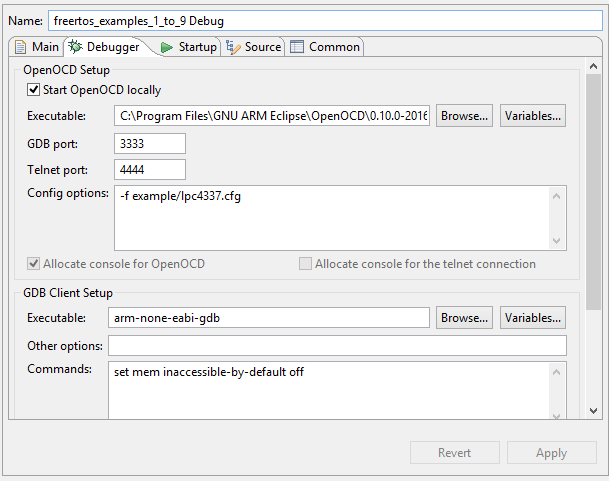 Name: freertos_examples_1_to_9 Debug
Main Debugger Startup Source Common
OpenOCD Setup
Start OpenOCD locally
Executable: C:\Program Files\GNU ARM Eclipse\OpenOCD\0.10.0-2016 Browse... Variables...
GDB port: 3333
Telnet port: 4444
Config options: -f example/lpc4337.cfg
Allocate console for OpenOCD Allocate console for the telnet connection
GDB Client Setup
Executable: arm-none-eabi-gdb Browse... Variables...
Other options:
Commands: set mem inaccessible-by-default off
Revert Apply